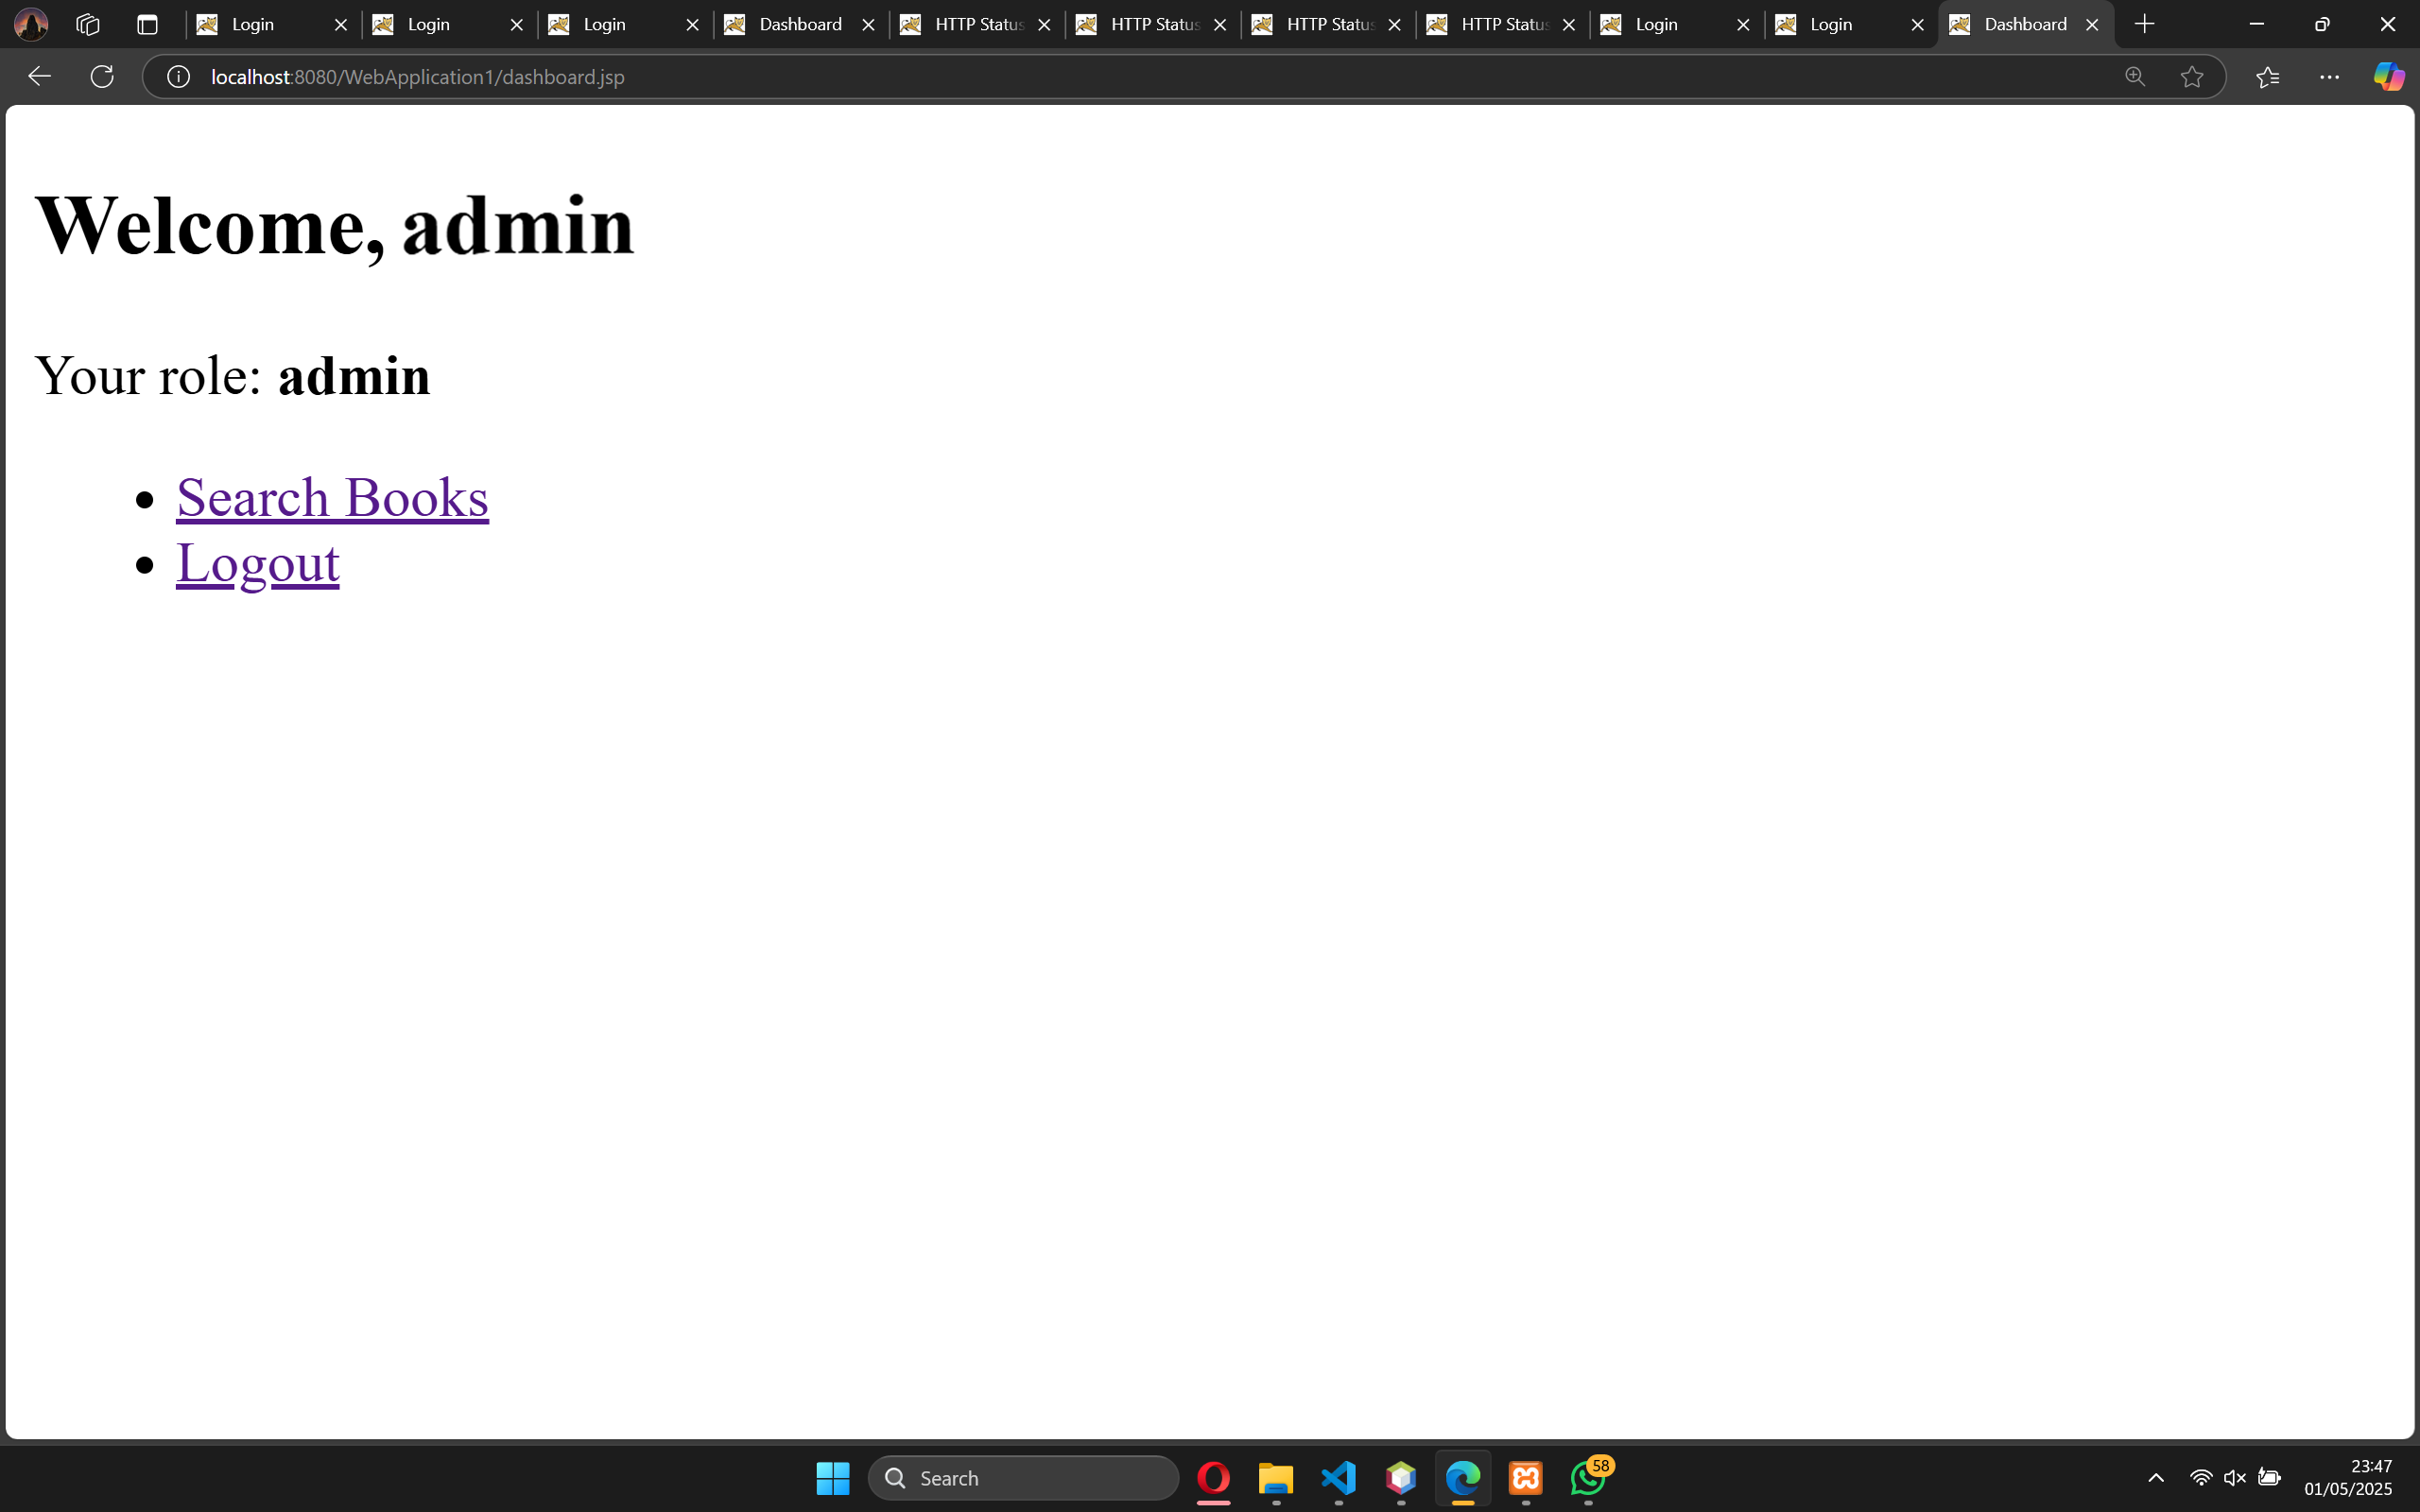 Login
Login
Login
Dashboard
HTTP Status
HTTP Status
HTTP Status
HTTP Status
Login
Login
Dashboard
localhost:8080/WebApplication1/dashboard.jsp
Welcome, admin
Your role: admin
Search Books
Logout
Search
58
23:47
01/05/2025